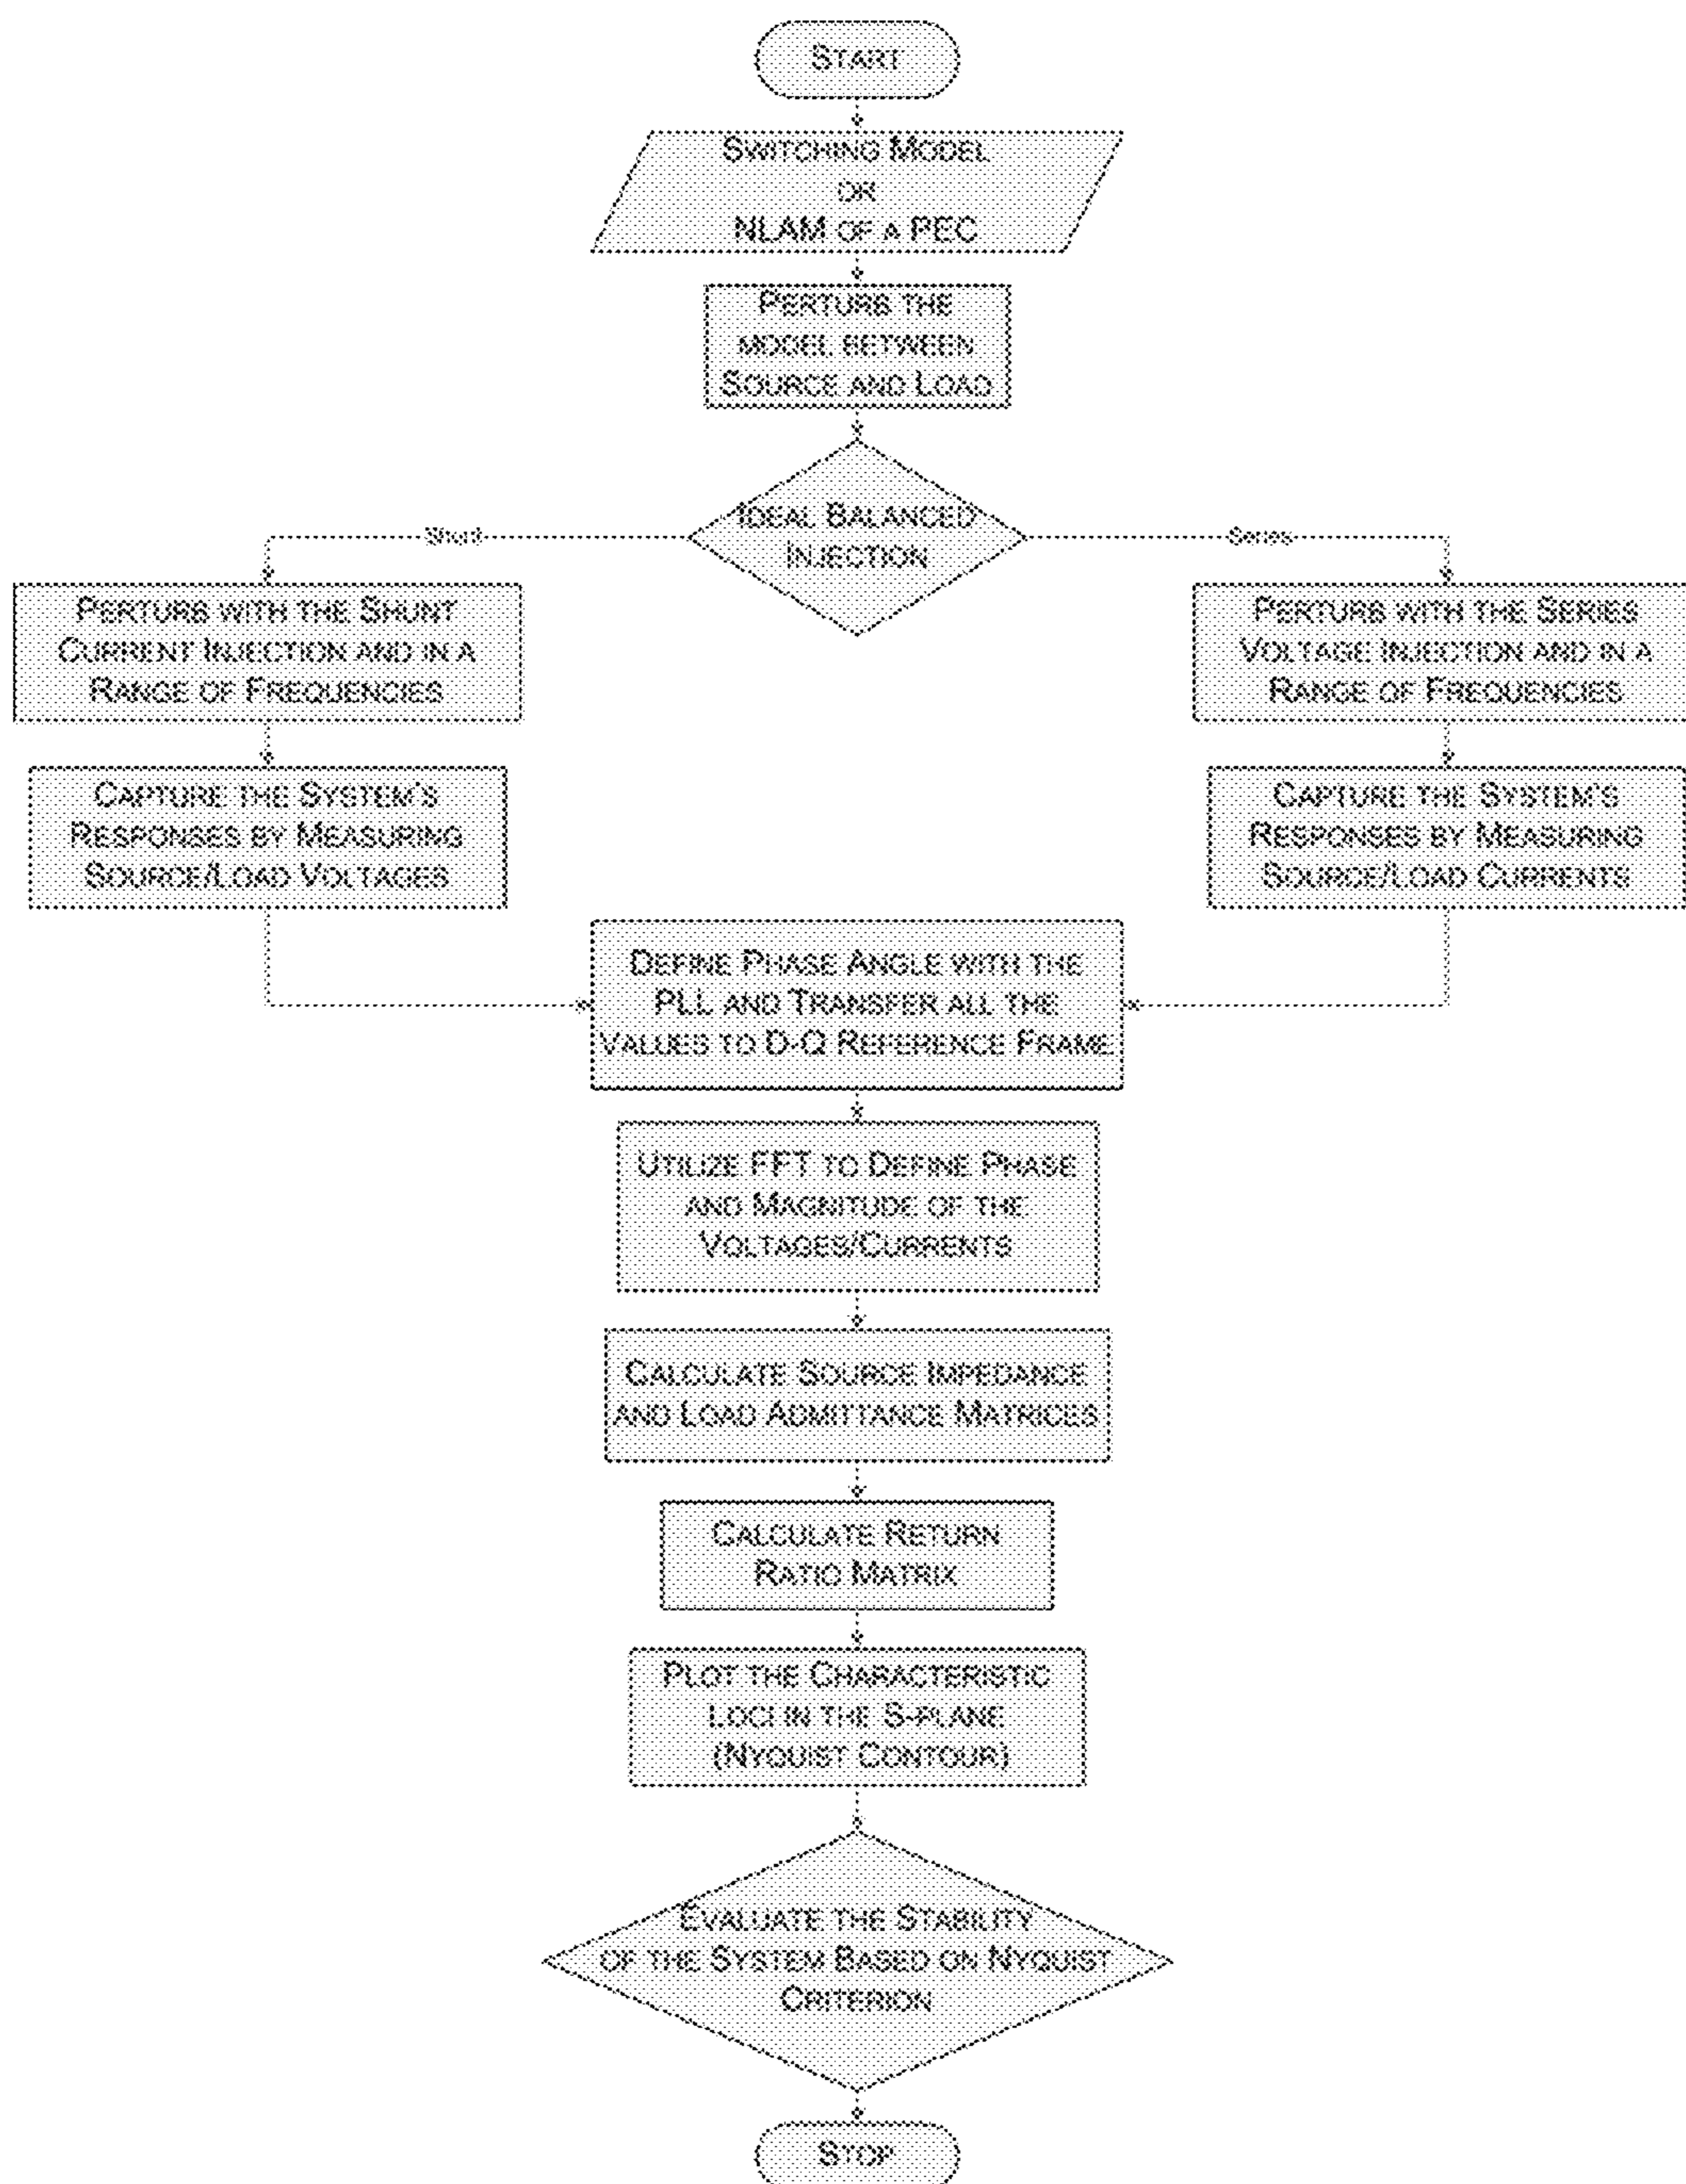 START
SWITCHING MODEL
OR
NLAM OF A PEC
PERTURB THE
MODEL BETWEEN
SOURCE AND LOAD
IDEAL BALANCED
INJECTION
Shunt
Series
PERTURB WITH THE SHUNT
CURRENT INJECTION AND IN A
RANGE OF FREQUENCIES
PERTURB WITH THE SERIES
VOLTAGE INJECTION AND IN A
RANGE OF FREQUENCIES
CAPTURE THE SYSTEM'S
RESPONSES BY MEASURING
SOURCE/LOAD VOLTAGES
CAPTURE THE SYSTEM'S
RESPONSES BY MEASURING
SOURCE/LOAD CURRENTS
DEFINE PHASE ANGLE WITH THE
PLL AND TRANSFER ALL THE
VALUES TO D-Q REFERENCE FRAME
UTILIZE FFT TO DEFINE PHASE
AND MAGNITUDE OF THE
VOLTAGES/CURRENTS
CALCULATE SOURCE IMPEDANCE
AND LOAD ADMITTANCE MATRICES
CALCULATE RETURN
RATIO MATRIX
PLOT THE CHARACTERISTIC
LOCI IN THE S-PLANE
(NYQUIST CONTOUR)
EVALUATE THE STABILITY
OF THE SYSTEM BASED ON NYQUIST
CRITERION
STOP